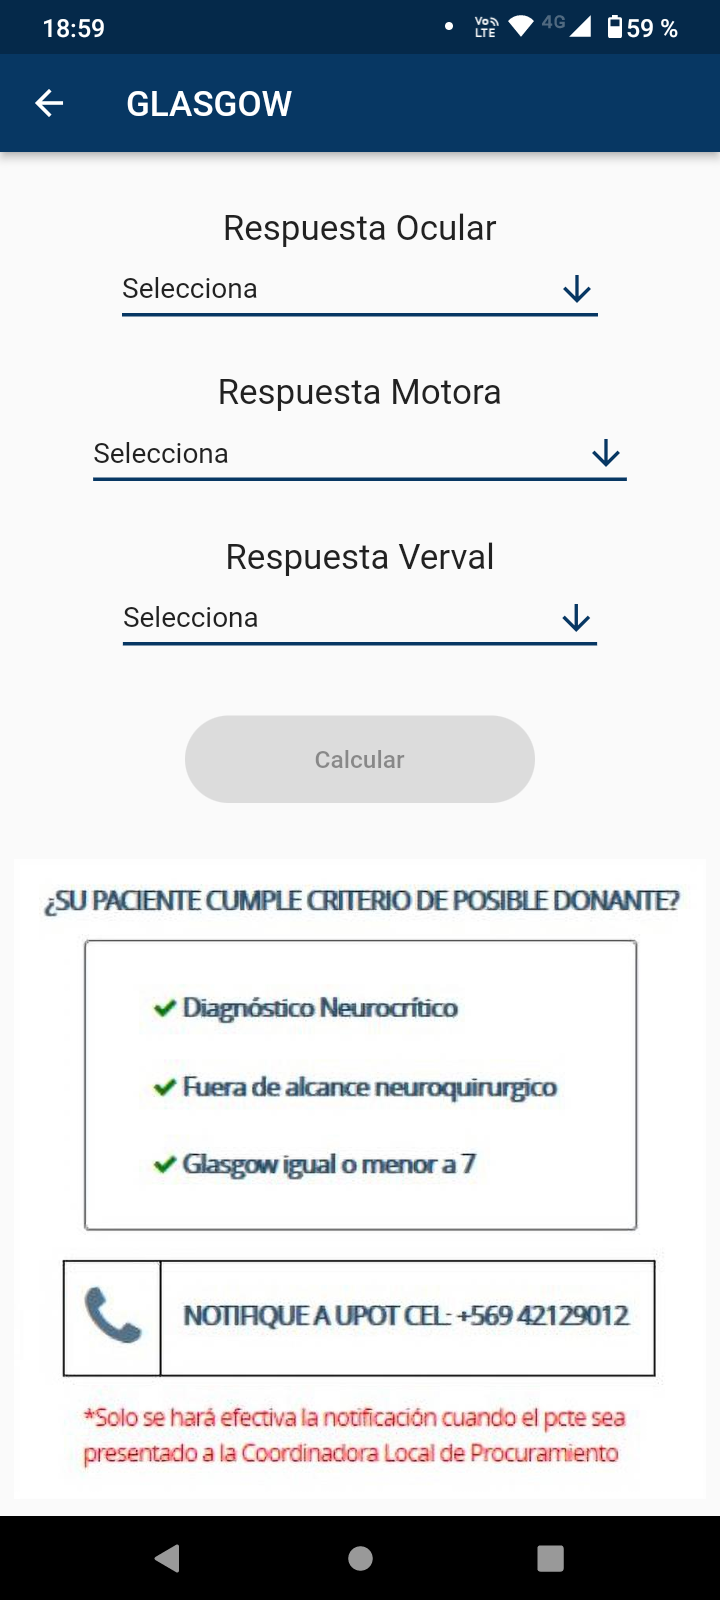 18:59
Vo LTE 4G 59 %
GLASGOW
Respuesta Ocular
Selecciona
Respuesta Motora
Selecciona
Respuesta Verval
Selecciona
Calcular
¿SU PACIENTE CUMPLE CRITERIO DE POSIBLE DONANTE?
Diagnóstico Neurocrítico
Fuera de alcance neuroquirurgico
Glasgow igual o menor a 7
NOTIFIQUE A UPOT CEL: +569 42129012
*Solo se hará efectiva la notificación cuando el pcte sea
presentado a la Coordinadora Local de Procuramiento